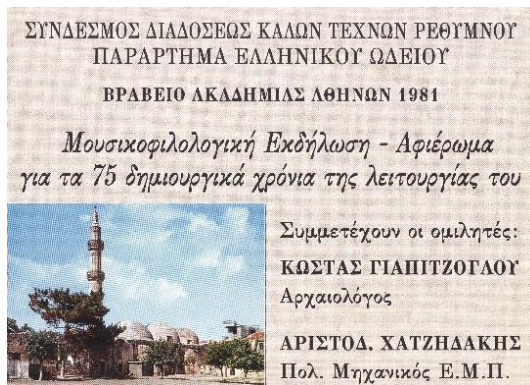 ΣΥΝΔΕΣΜΟΣ ΔΙΑΔΟΣΕΩΣ ΚΑΛΩΝ ΤΕΧΝΩΝ ΡΕΘΥΜΝΟΥ
ΠΑΡΑΡΤΗΜΑ ΕΛΛΗΝΙΚΟΥ ΩΔΕΙΟΥ
ΒΡΑΒΕΙΟ ΑΚΑΔΗΜΙΑΣ ΑΘΗΝΩΝ 1981
Μουσικοφιλολογική Εκδήλωση - Αφιέρωμα
για τα 75 δημιουργικά χρόνια της λειτουργίας του
Συμμετέχουν οι ομιλητές:
ΚΩΣΤΑΣ ΓΙΑΠΙΤΖΟΓΛΟΥ
Αρχαιολόγος
ΑΡΙΣΤΟΔ. ΧΑΤΖΗΔΑΚΗΣ
Πολ. Μηχανικός Ε.Μ.Π.